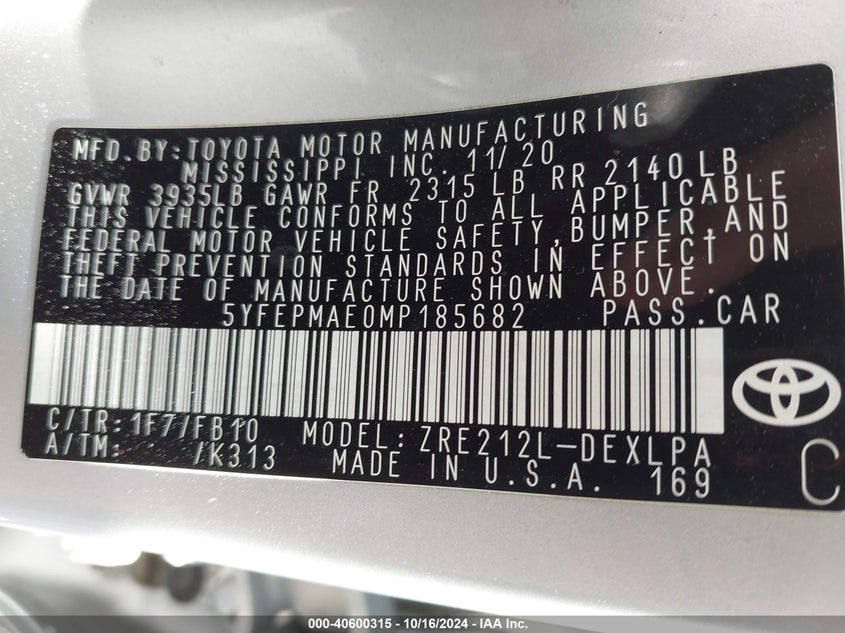 MFD.BY:TOYOTA MOTOR MANUFACTURING
MISSISSIPPI INC. 11/20
GVWR 3935LB GAWR FR 2315LB RR 2140LB
THIS VEHICLE CONFORMS TO ALL APPLICABLE
FEDERAL MOTOR VEHICLE SAFETY,BUMPER,AND
THEFT PREVENTION STANDARDS IN EFFECT ON
THE DATE OF MANUFACTURE SHOWN ABOVE.
5YFEPMAE0MP185682 PASS.CAR
C/TR:1F7/FB10 MODEL:ZRE212L-DEXLPA
A/TM: /K313 MADE IN U.S.A. 169
C
000-40600315 - 10/16/2024 - IAA Inc.